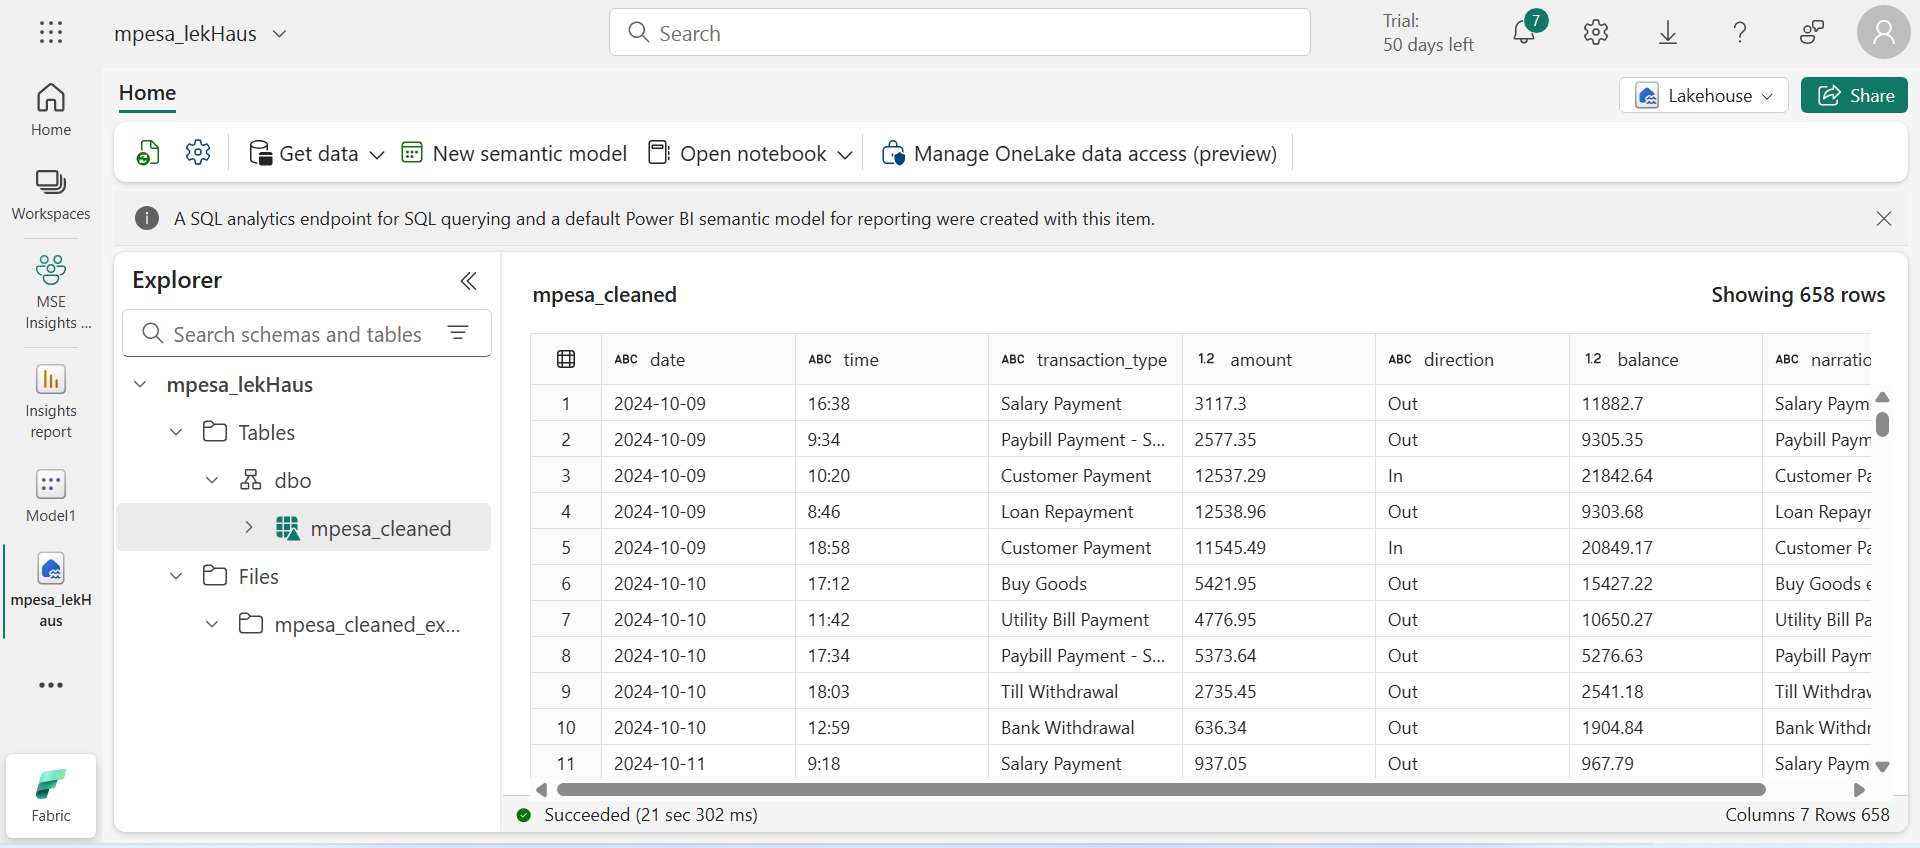 mpesa_lekHaus
Search
Trial:
50 days left
7
Home
Lakehouse
Share
Get data
New semantic model
Open notebook
Manage OneLake data access (preview)
A SQL analytics endpoint for SQL querying and a default Power BI semantic model for reporting were created with this item.
Home
Workspaces
MSE
Insights ...
Insights
report
Model1
mpesa_lekH
aus
Fabric
Explorer
Search schemas and tables
mpesa_lekHaus
Tables
dbo
mpesa_cleaned
Files
mpesa_cleaned_ex...
mpesa_cleaned
Showing 658 rows
ABC date ABC time ABC transaction_type 1.2 amount ABC direction 1.2 balance ABC narratio
1 2024-10-09 16:38 Salary Payment 3117.3 Out 11882.7 Salary Paym
2 2024-10-09 9:34 Paybill Payment - S... 2577.35 Out 9305.35 Paybill Paym
3 2024-10-09 10:20 Customer Payment 12537.29 In 21842.64 Customer Pa
4 2024-10-09 8:46 Loan Repayment 12538.96 Out 9303.68 Loan Repayr
5 2024-10-09 18:58 Customer Payment 11545.49 In 20849.17 Customer Pa
6 2024-10-10 17:12 Buy Goods 5421.95 Out 15427.22 Buy Goods e
7 2024-10-10 11:42 Utility Bill Payment 4776.95 Out 10650.27 Utility Bill Pa
8 2024-10-10 17:34 Paybill Payment - S... 5373.64 Out 5276.63 Paybill Paym
9 2024-10-10 18:03 Till Withdrawal 2735.45 Out 2541.18 Till Withdraw
10 2024-10-10 12:59 Bank Withdrawal 636.34 Out 1904.84 Bank Withdr
11 2024-10-11 9:18 Salary Payment 937.05 Out 967.79 Salary Paym
Succeeded (21 sec 302 ms)
Columns 7 Rows 658